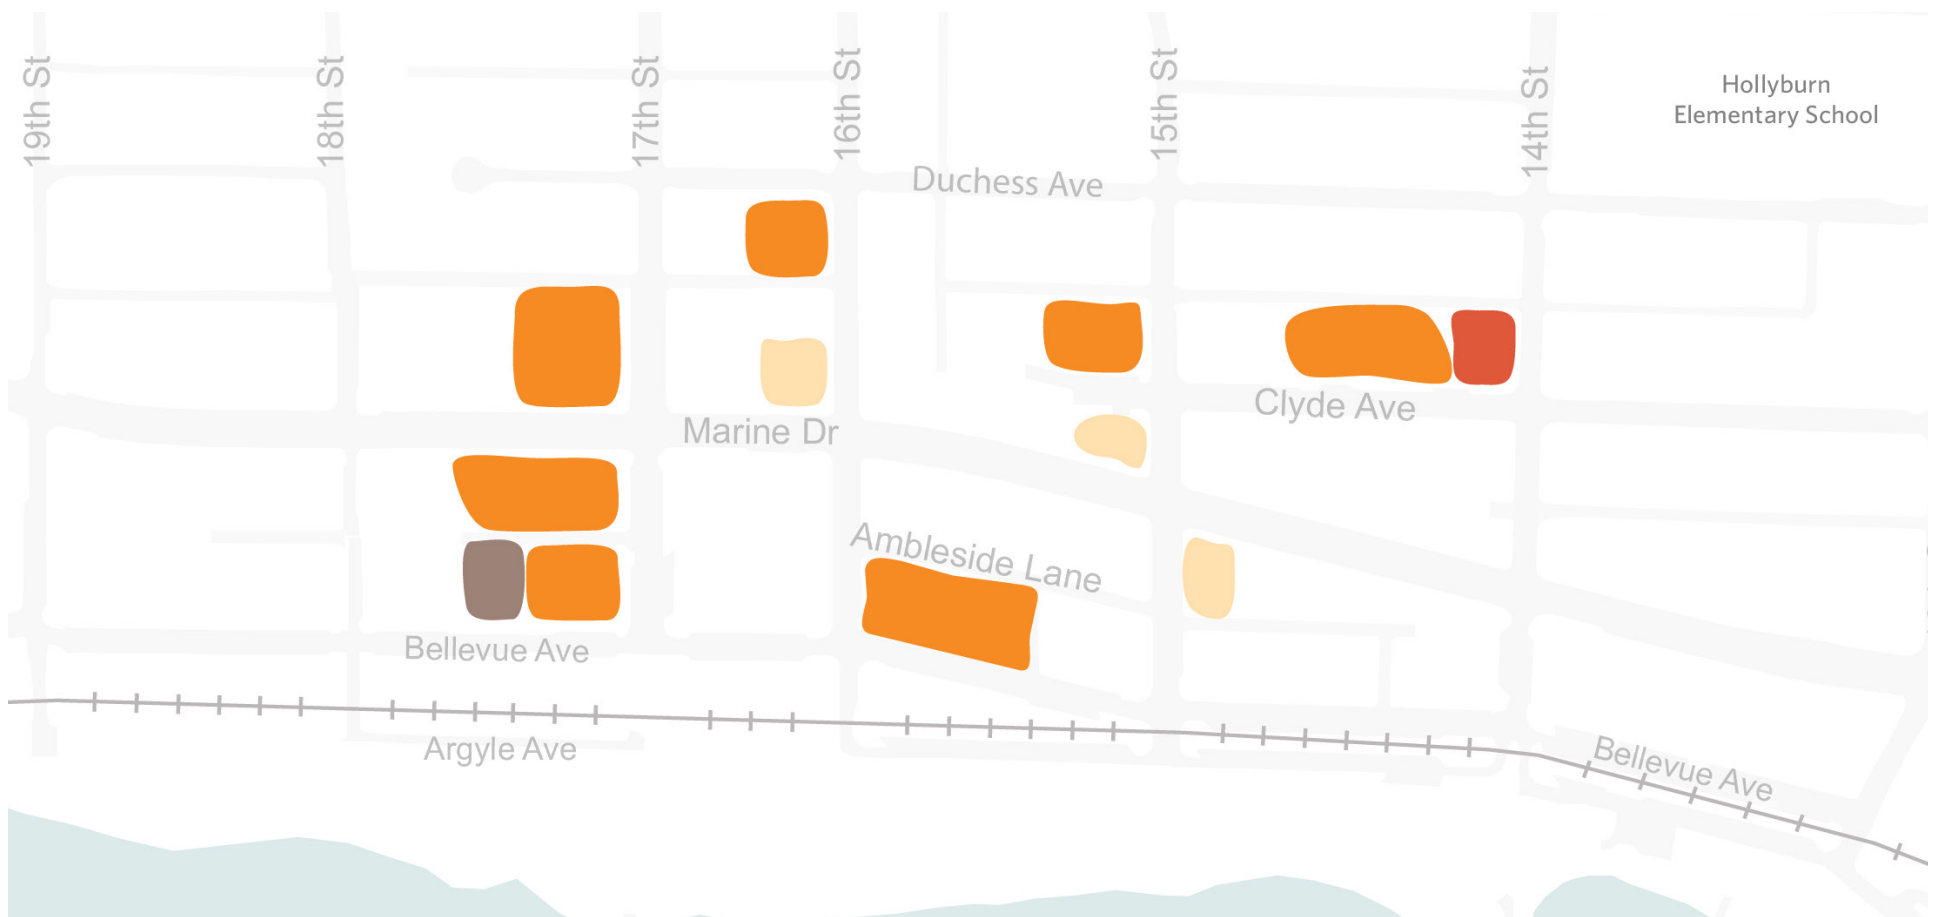 19th St
18th St
17th St
16th St
15th St
14th St
Hollyburn
Elementary School
Duchess Ave
Clyde Ave
Marine Dr
Ambleside Lane
Bellevue Ave
Argyle Ave
Bellevue Ave